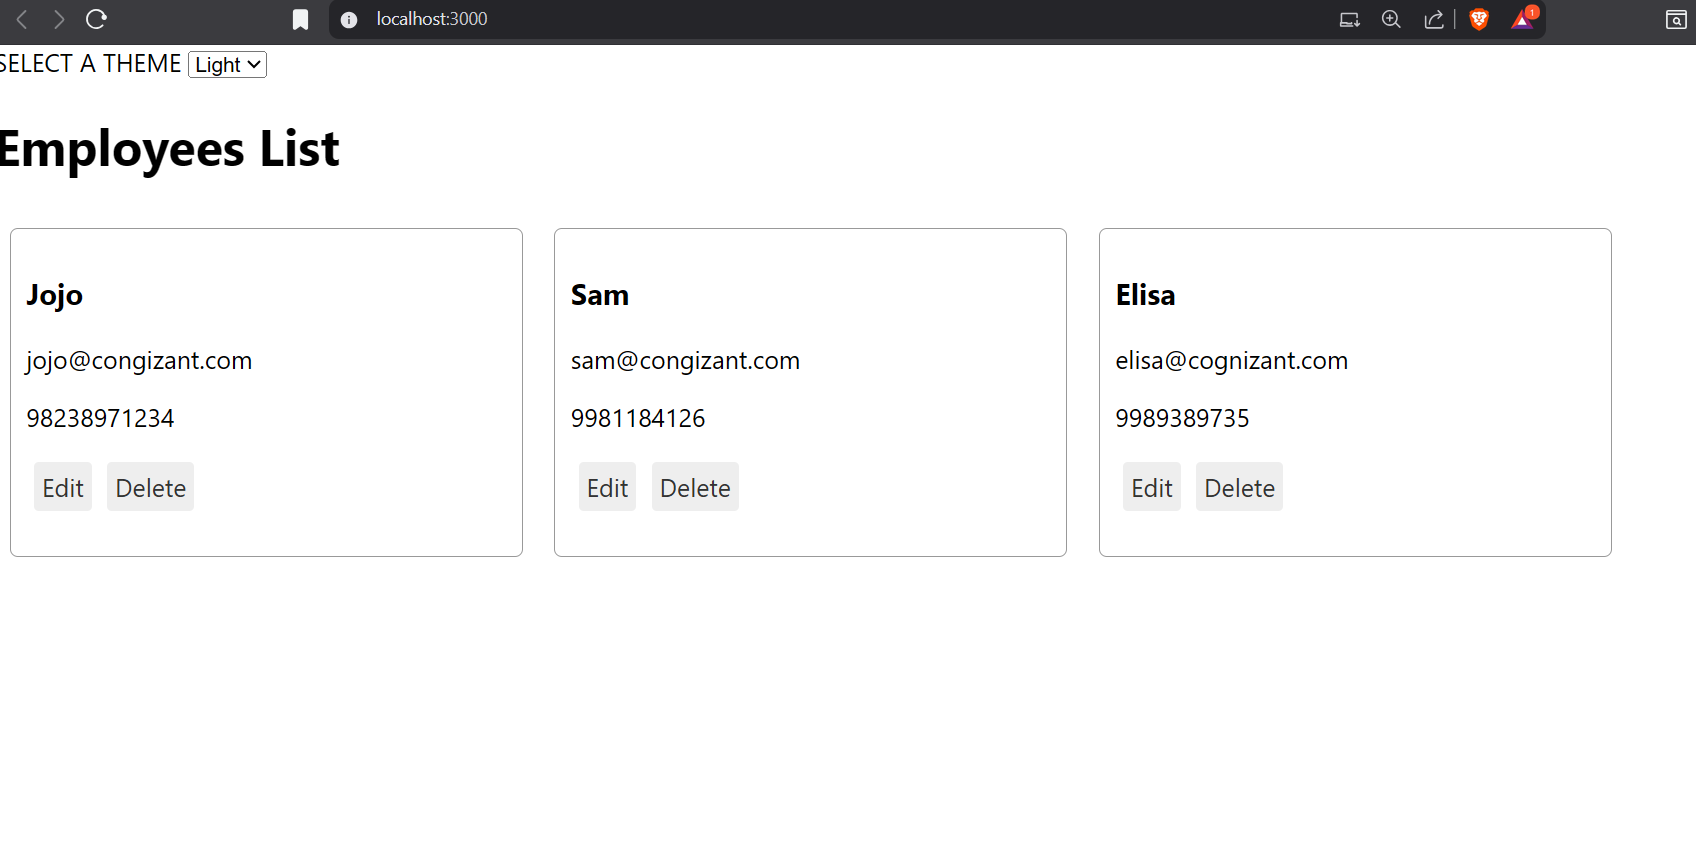 localhost:3000
1
SELECT A THEME Light
Employees List
Jojo
jojo@congizant.com
98238971234
Edit Delete
Sam
sam@congizant.com
9981184126
Edit Delete
Elisa
elisa@cognizant.com
9989389735
Edit Delete